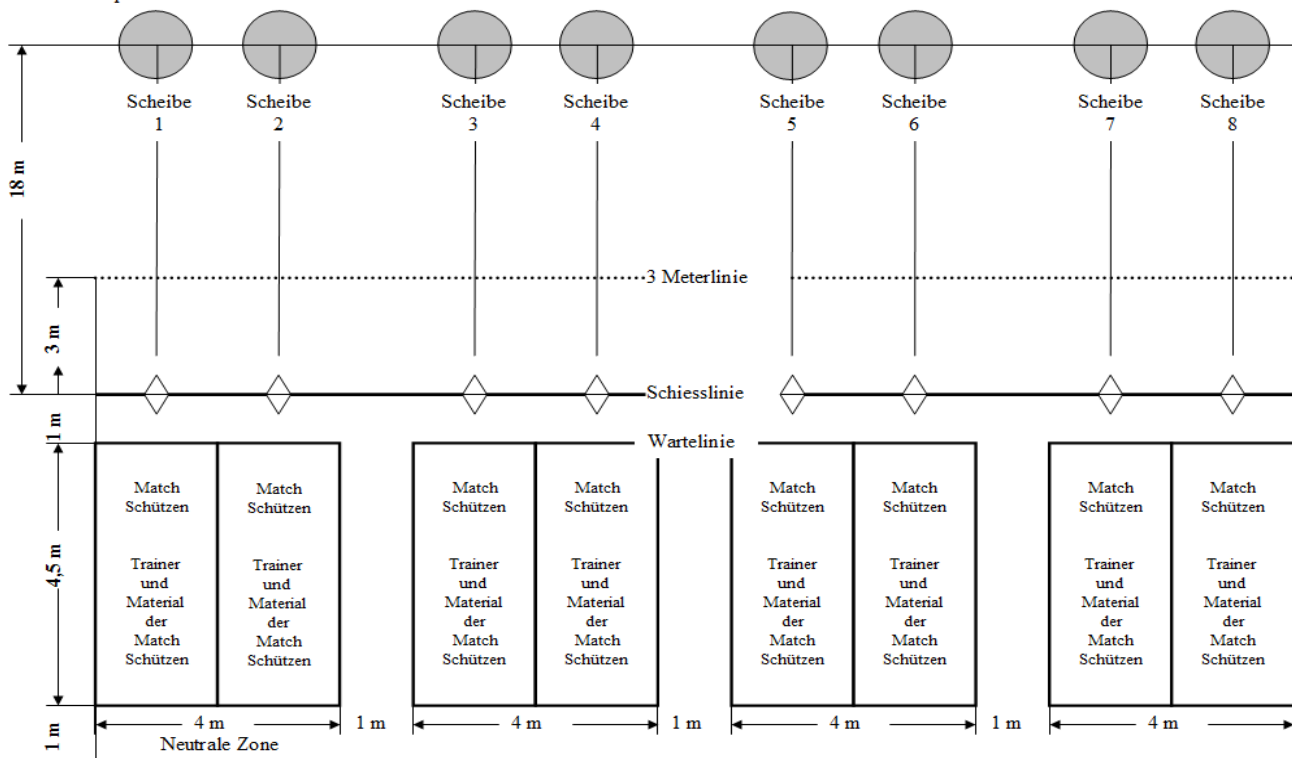 Scheibe Scheibe Scheibe Scheibe Scheibe Scheibe Scheibe Scheibe
1 2 3 4 5 6 7 8
18 m
3 Meterlinie
3 m
Schiesslinie
1 m
Wartelinie
Match Match Match Match Match Match Match Match
Schützen Schützen Schützen Schützen Schützen Schützen Schützen Schützen
4,5 m
Trainer Trainer Trainer Trainer Trainer Trainer Trainer Trainer
und und und und und und und und
Material Material Material Material Material Material Material Material
der der der der der der der der
Match Match Match Match Match Match Match Match
Schützen Schützen Schützen Schützen Schützen Schützen Schützen Schützen
4 m 1 m 4 m 1 m 4 m 1 m 4 m
1 m
Neutrale Zone